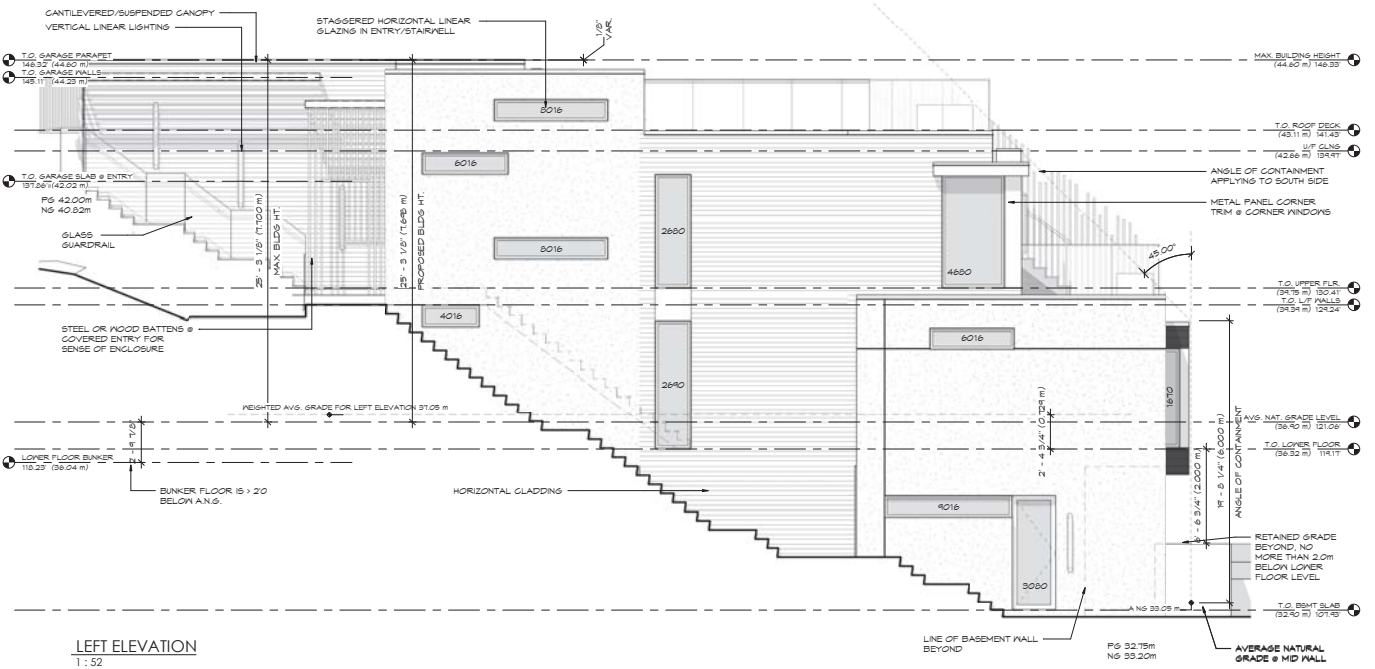 CANTILEVERED/SUSPENDED CANOPY
VERTICAL LINEAR LIGHTING
STAGGERED HORIZONTAL LINEAR
GLAZING IN ENTRY/STAIRWELL
1/8"
VAR.
T.O. GARAGE PARAPET
146.32' (44.60 m)
T.O. GARAGE WALLS
145.11' (44.23 m)
MAX. BUILDING HEIGHT
(44.60 m) 146.33'
T.O. ROOF DECK
(43.11 m) 141.43'
U/F CLNG
(42.66 m) 139.97'
T.O. GARAGE SLAB @ ENTRY
137.86' (42.02 m)
FG 42.00m
NG 40.82m
GLASS
GUARDRAIL
25' - 3 1/8" (7.700 m)
MAX. BLDG HT.
25' - 3 1/8" (7.698 m)
PROPOSED BLDG HT.
8016
6016
8016
4016
2680
2690
4680
ANGLE OF CONTAINMENT
APPLYING TO SOUTH SIDE
METAL PANEL CORNER
TRIM @ CORNER WINDOWS
45.00°
T.O. UPPER FLR.
(39.75 m) 130.41'
T.O. L/F WALLS
(39.39 m) 129.24'
STEEL OR WOOD BATTENS @
COVERED ENTRY FOR
SENSE OF ENCLOSURE
6016
1670
WEIGHTED AVG. GRADE FOR LEFT ELEVATION 37.05 m
2' - 9 7/8"
2' - 4 3/4" (0.729 m)
AVG. NAT. GRADE LEVEL
(36.90 m) 121.06'
T.O. LOWER FLOOR
(36.32 m) 119.17'
LOWER FLOOR BUNKER
118.23' (36.04 m)
BUNKER FLOOR IS > 2'0
BELOW A.N.G.
HORIZONTAL CLADDING
9016
3080
6' - 6 3/4" (2.000 m)
19' - 8 1/4" (6.000 m)
ANGLE OF CONTAINMENT
RETAINED GRADE
BEYOND, NO
MORE THAN 2.0m
BELOW LOWER
FLOOR LEVEL
A NG 33.05 m
T.O. BSMT SLAB
(32.90 m) 107.93'
LINE OF BASEMENT WALL
BEYOND
FG 32.75m
NG 33.20m
AVERAGE NATURAL
GRADE @ MID WALL
LEFT ELEVATION
1 : 52